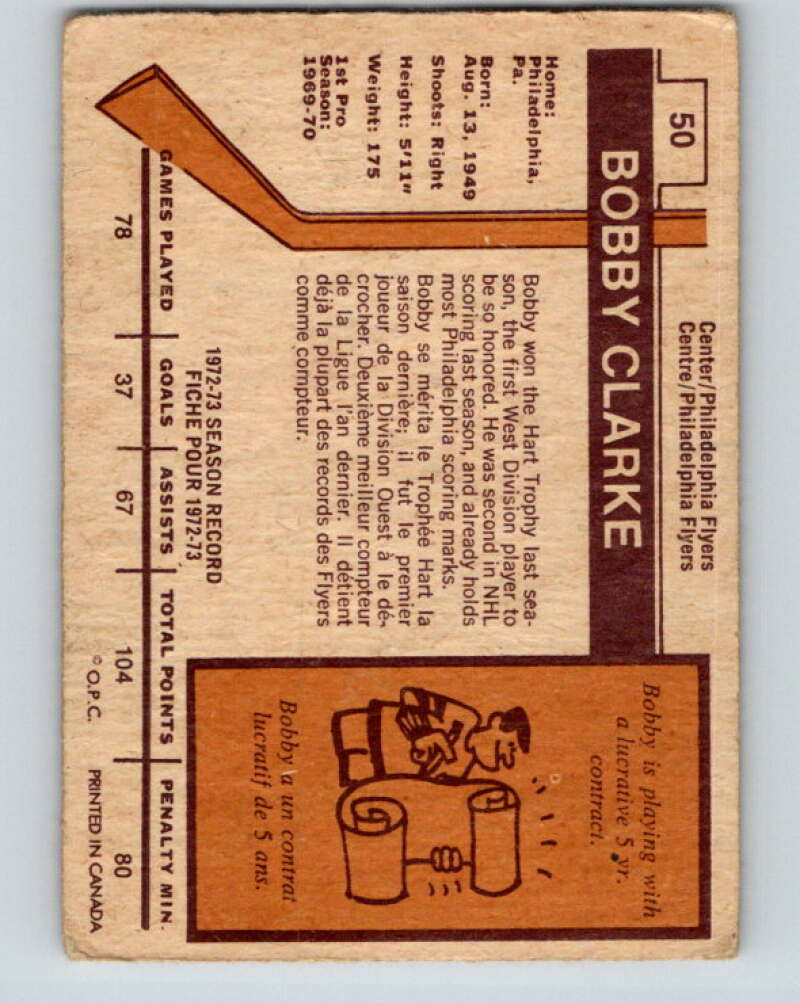 50
Center/Philadelphia Flyers
Centre/Philadelphia Flyers
BOBBY CLARKE
Home:
Philadelphia,
Pa.
Born:
Aug. 13, 1949
Shoots: Right
Height: 5'11"
Weight: 175
1st Pro
Season:
1969-70
Bobby won the Hart Trophy last sea-
son, the first West Division player to
be so honored. He was second in NHL
scoring last season, and already holds
most Philadelphia scoring marks.
Bobby se mérita le Trophée Hart la
saison dernière; il fut le premier
joueur de la Division Ouest à le dé-
crocher. Deuxième meilleur compteur
de la Ligue l'an dernier. Il détient
déjà la plupart des records des Flyers
comme compteur.
Bobby is playing with
a lucrative 5 yr.
contract.
Bobby a un contrat
lucratif de 5 ans.
1972-73 SEASON RECORD
FICHE POUR 1972-73
GAMES PLAYED GOALS ASSISTS TOTAL POINTS PENALTY MIN.
78 37 67 104 80
© O.P.C. PRINTED IN CANADA